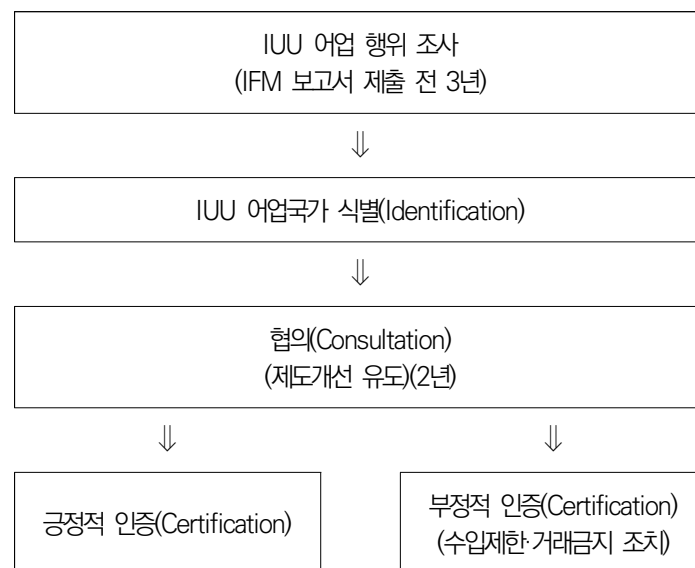 IUU 어업 행위 조사
(IFM 보고서 제출 전 3년)
⇓
IUU 어업국가 식별(Identification)
⇓
협의(Consultation)
(제도개선 유도)(2년)
⇓ ⇓
긍정적 인증(Certification)
부정적 인증(Certification)
(수입제한·거래금지 조치)